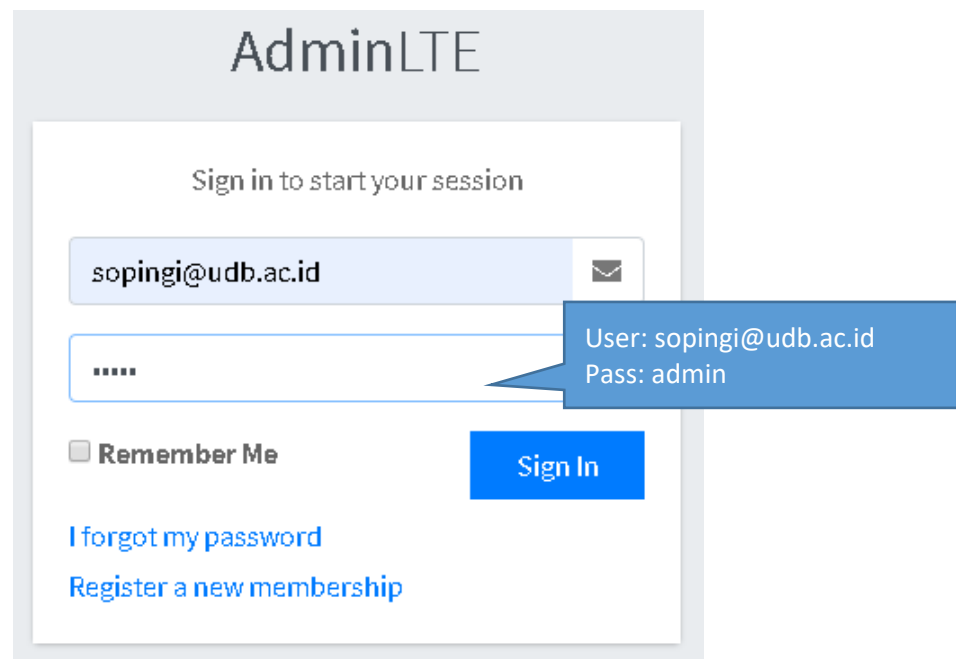 AdminLTE
Sign in to start your session
sopingi@udb.ac.id
•••••
User: sopingi@udb.ac.id
Pass: admin
Remember Me
Sign In
I forgot my password
Register a new membership